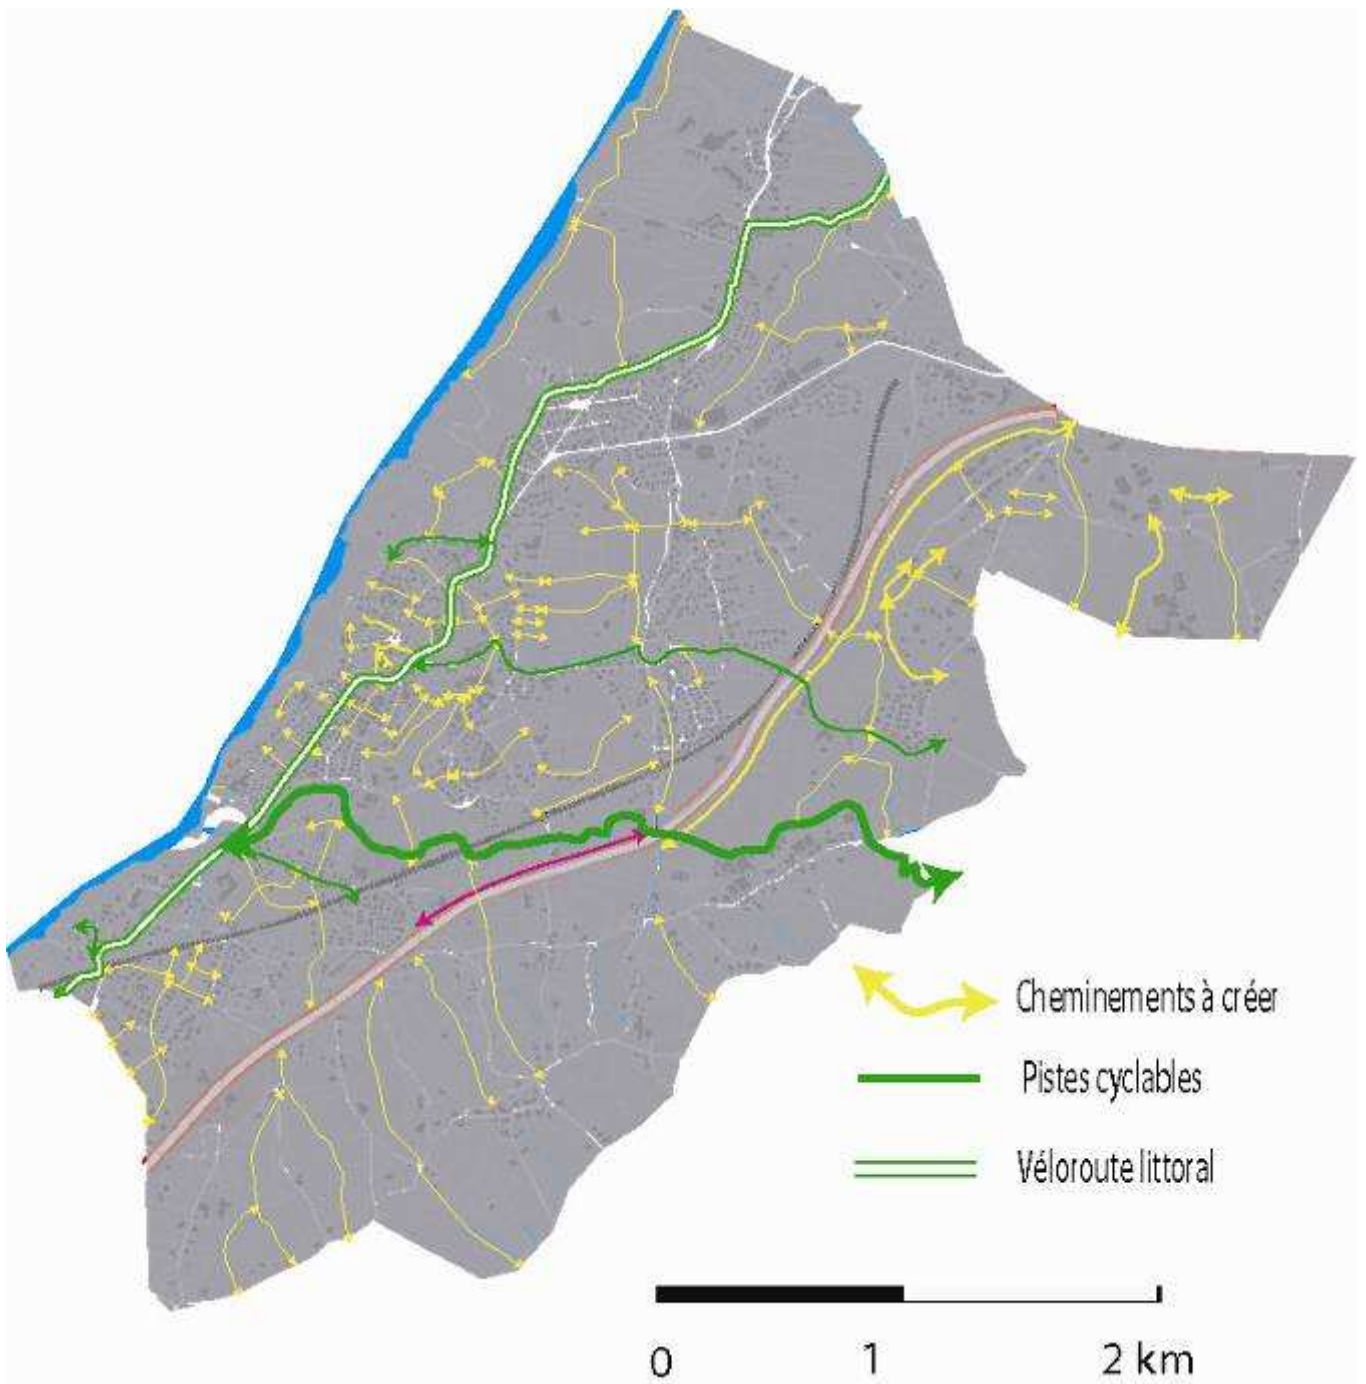 Cheminements à créer
Pistes cyclables
Véloroute littoral
0 1 2 km